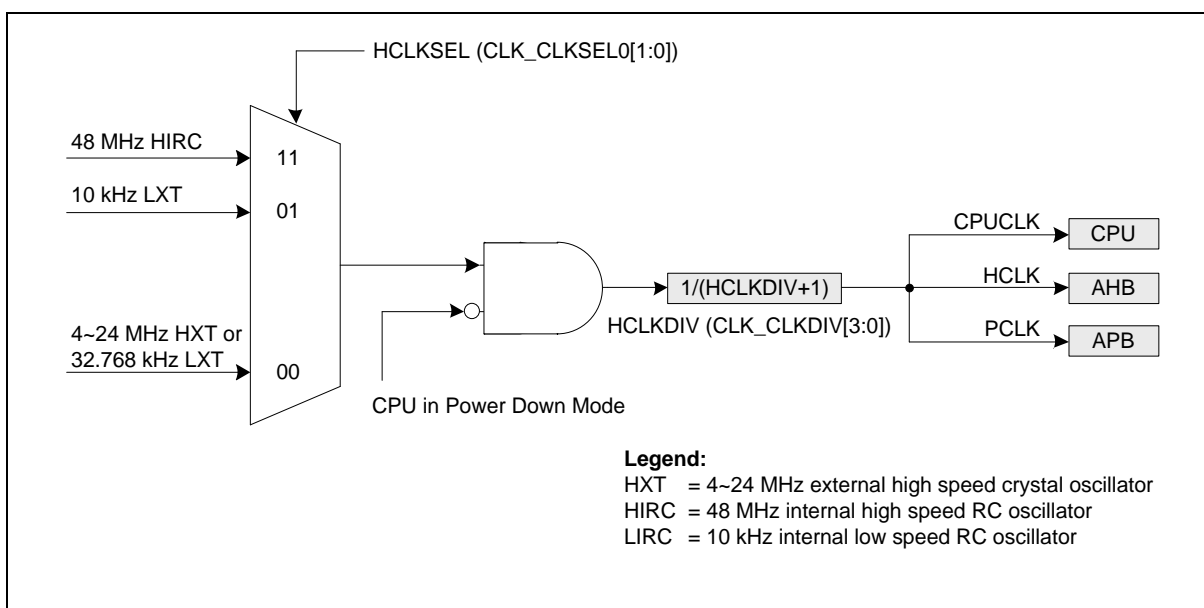 HCLKSEL (CLK_CLKSEL0[1:0])
48 MHz HIRC
11
10 kHz LXT
01
4~24 MHz HXT or
32.768 kHz LXT
00
CPU in Power Down Mode
1/(HCLKDIV+1)
HCLKDIV (CLK_CLKDIV[3:0])
CPUCLK
CPU
HCLK
AHB
PCLK
APB
Legend:
HXT = 4~24 MHz external high speed crystal oscillator
HIRC = 48 MHz internal high speed RC oscillator
LIRC = 10 kHz internal low speed RC oscillator